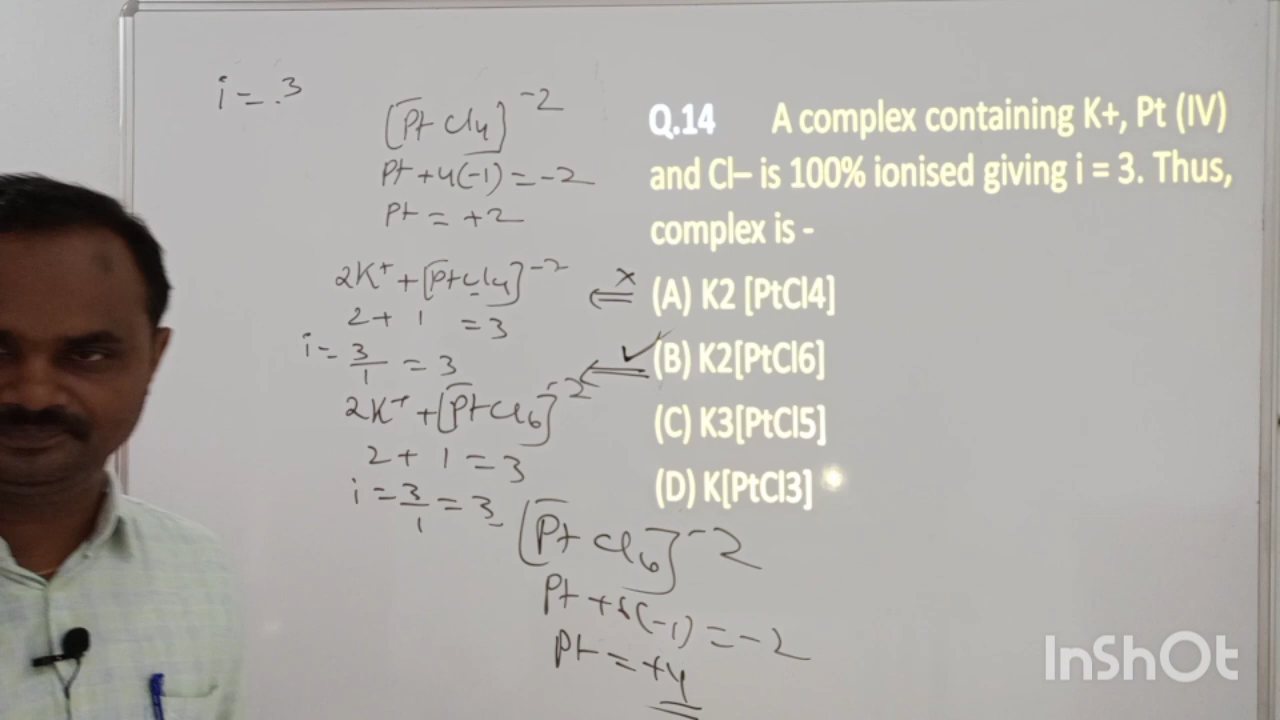 i = 3
[PtCl4]^-2
Pt + 4(-1) = -2
Pt = +2
2K+ + [PtCl4]^-2
2 + 1 = 3
i = 3/1 = 3
2K+ + [PtCl6]^-2
2 + 1 = 3
i = 3/1 = 3
[PtCl6]^-2
Pt + 6(-1) = -2
Pt = +4
Q.14 A complex containing K+, Pt (IV)
and Cl– is 100% ionised giving i = 3. Thus,
complex is -
(A) K2 [PtCl4]
(B) K2[PtCl6]
(C) K3[PtCl5]
(D) K[PtCl3]
InShOt